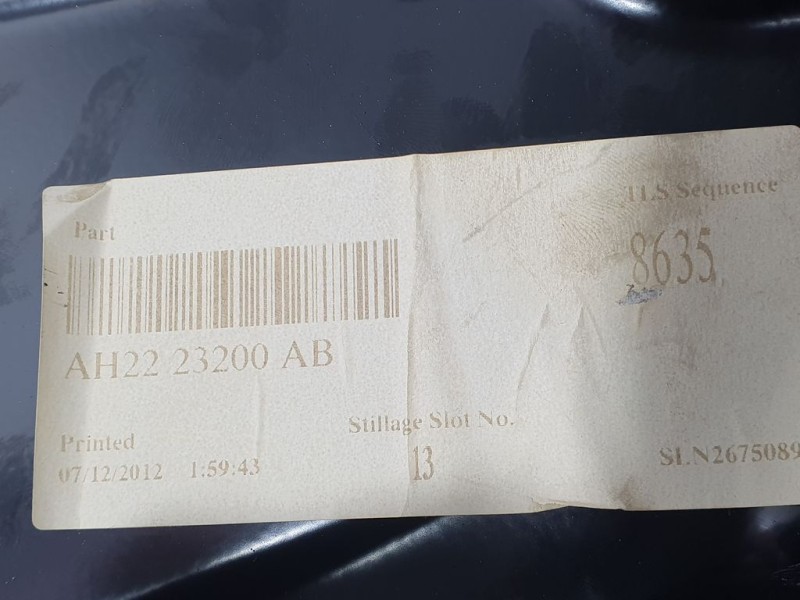 Part
TLS Sequence
8635
AH22 23200 AB
Stillage Slot No.
13
Printed
07/12/2012 1:59:43
SLN2675089